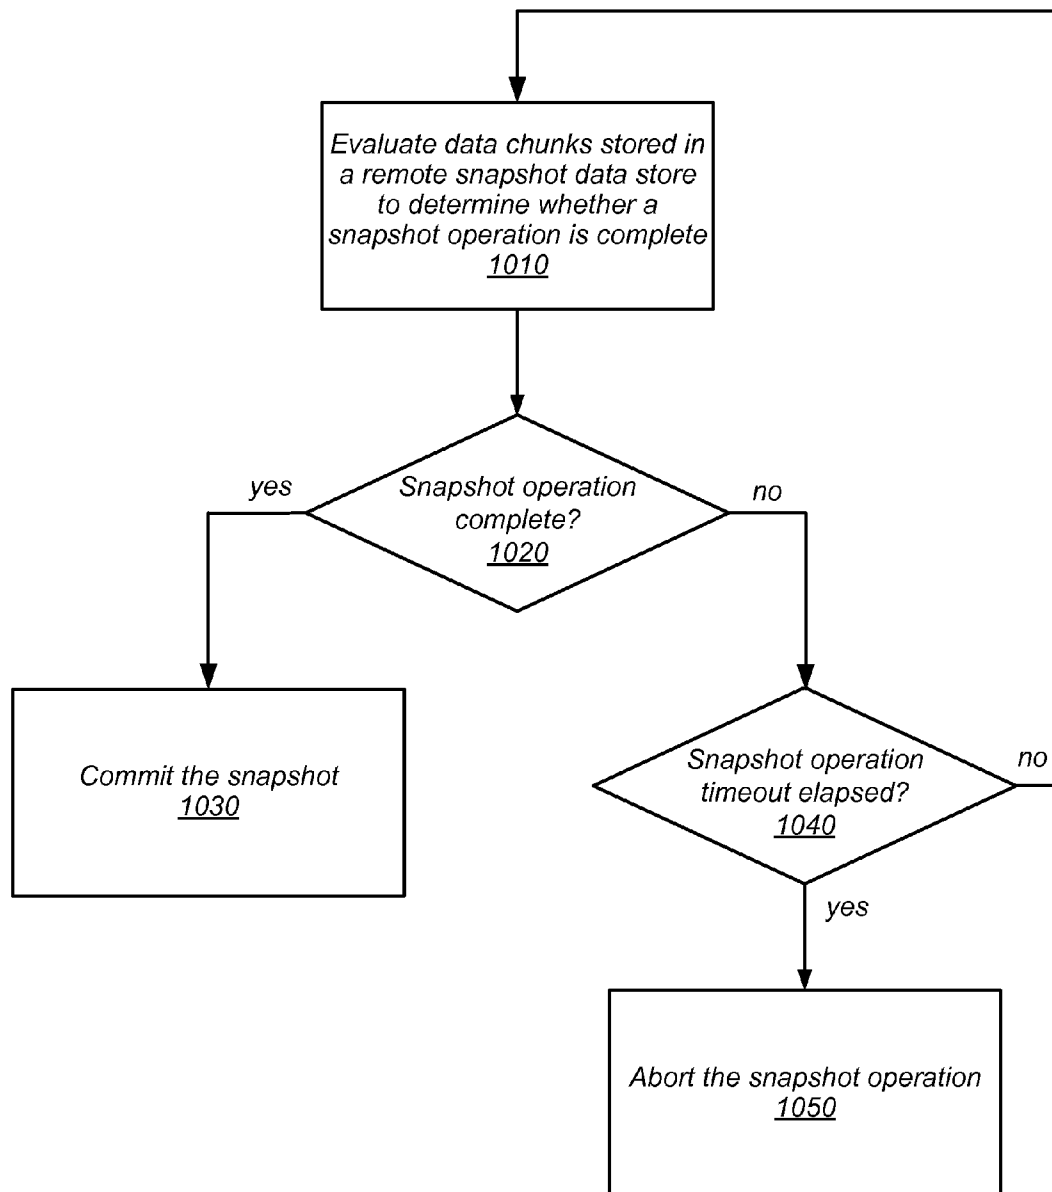 Evaluate data chunks stored in
a remote snapshot data store
to determine whether a
snapshot operation is complete
1010
yes
Snapshot operation
complete?
1020
no
Commit the snapshot
1030
Snapshot operation
timeout elapsed?
1040
no
yes
Abort the snapshot operation
1050